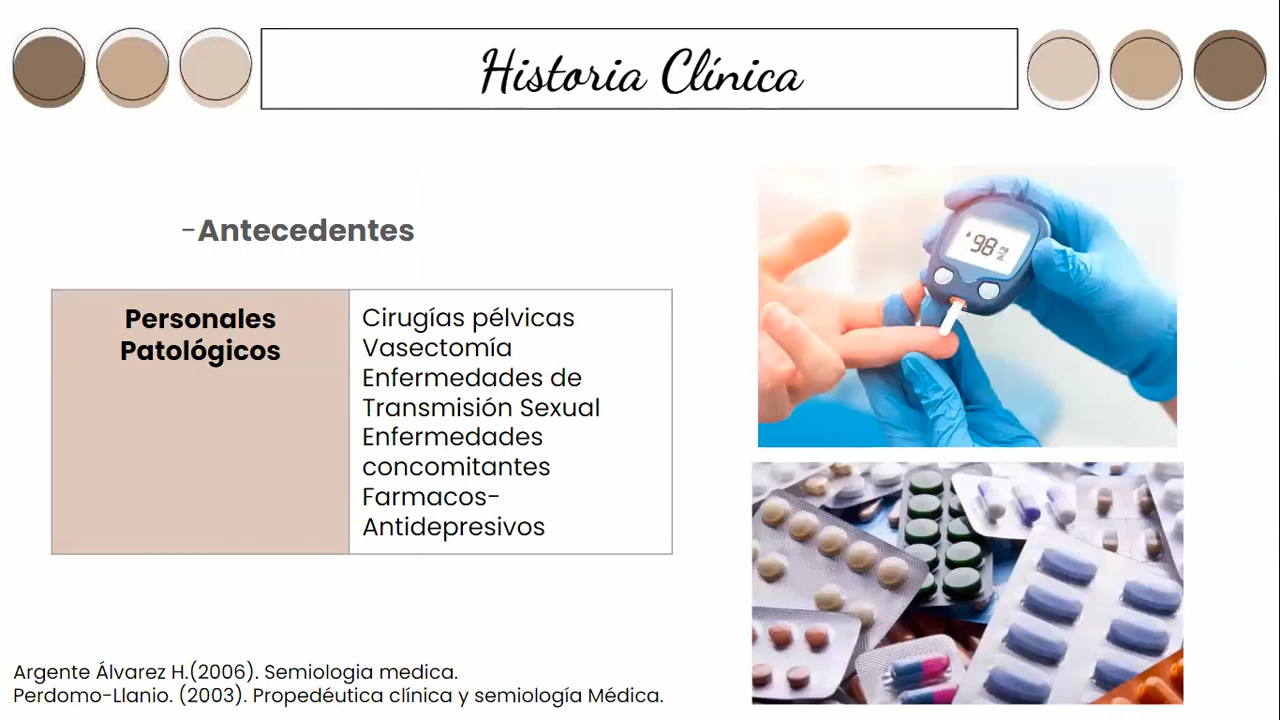 Historia Clínica
-Antecedentes
Personales
Patológicos
Cirugías pélvicas
Vasectomía
Enfermedades de
Transmisión Sexual
Enfermedades
concomitantes
Farmacos-
Antidepresivos
98
Argente Álvarez H.(2006). Semiologia medica.
Perdomo-Llanio. (2003). Propedéutica clínica y semiología Médica.